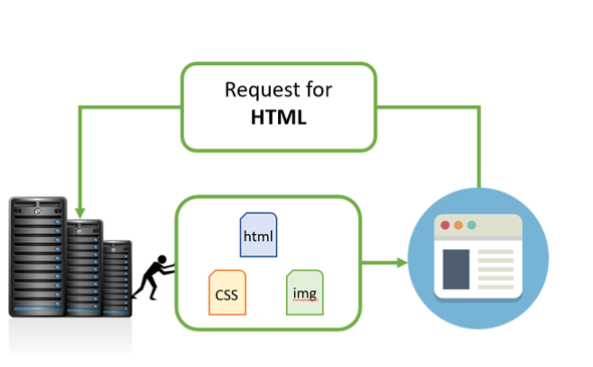 Request for
HTML
html
CSS
img